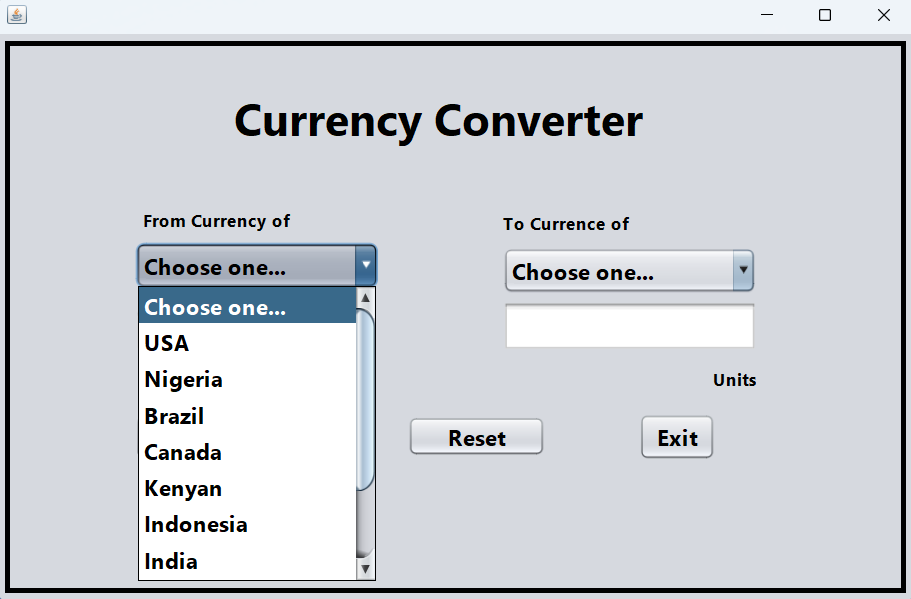 Currency Converter
From Currency of
To Currence of
Choose one...
Choose one...
Choose one...
USA
Nigeria
Brazil
Canada
Kenyan
Indonesia
India
Units
Reset
Exit